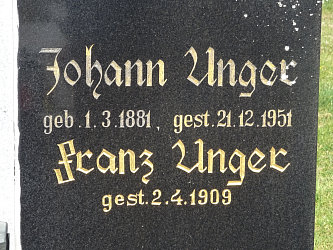 Johann Unger
geb. 1. 3. 1881, gest. 21. 12. 1951
Franz Unger
gest. 2. 4. 1909